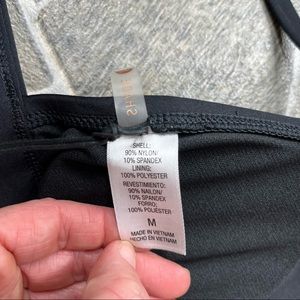 SHELL:
90% NYLON/
10% SPANDEX
LINING:
100% POLYESTER
REVESTIMIENTO:
90% NAILON/
10% SPANDEX
FORRO:
100% POLIÉSTER
M
MADE IN VIETNAM
HECHO EN VIETNAM